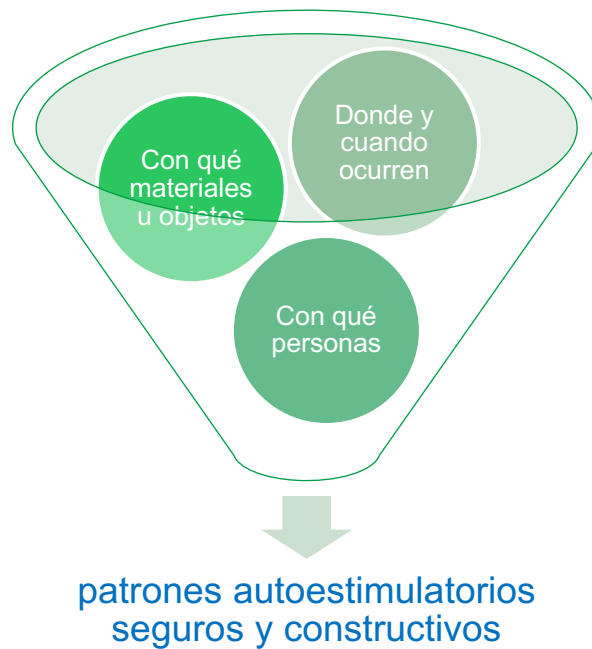 Donde y
cuando
ocurren
Con qué
materiales
u objetos
Con qué
personas
patrones autoestimulatorios
seguros y constructivos